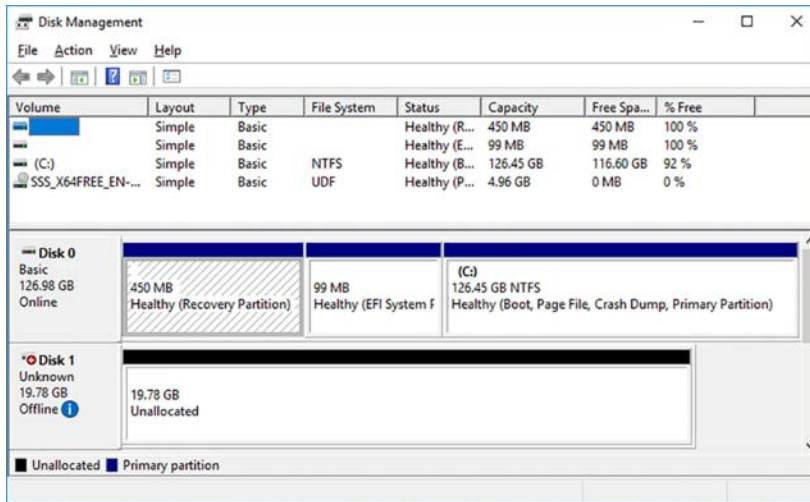 Disk Management
File Action View Help
Volume Layout Type File System Status Capacity Free Spa... % Free
Simple Basic Healthy (R... 450 MB 450 MB 100 %
Simple Basic Healthy (E... 99 MB 99 MB 100 %
(C:) Simple Basic NTFS Healthy (B... 126.45 GB 116.60 GB 92 %
SSS_X64FREE_EN-... Simple Basic UDF Healthy (P... 4.96 GB 0 MB 0 %
Disk 0
Basic
126.98 GB
Online
450 MB
Healthy (Recovery Partition)
99 MB
Healthy (EFI System P
(C:)
126.45 GB NTFS
Healthy (Boot, Page File, Crash Dump, Primary Partition)
Disk 1
Unknown
19.78 GB
Offline
19.78 GB
Unallocated
Unallocated Primary partition